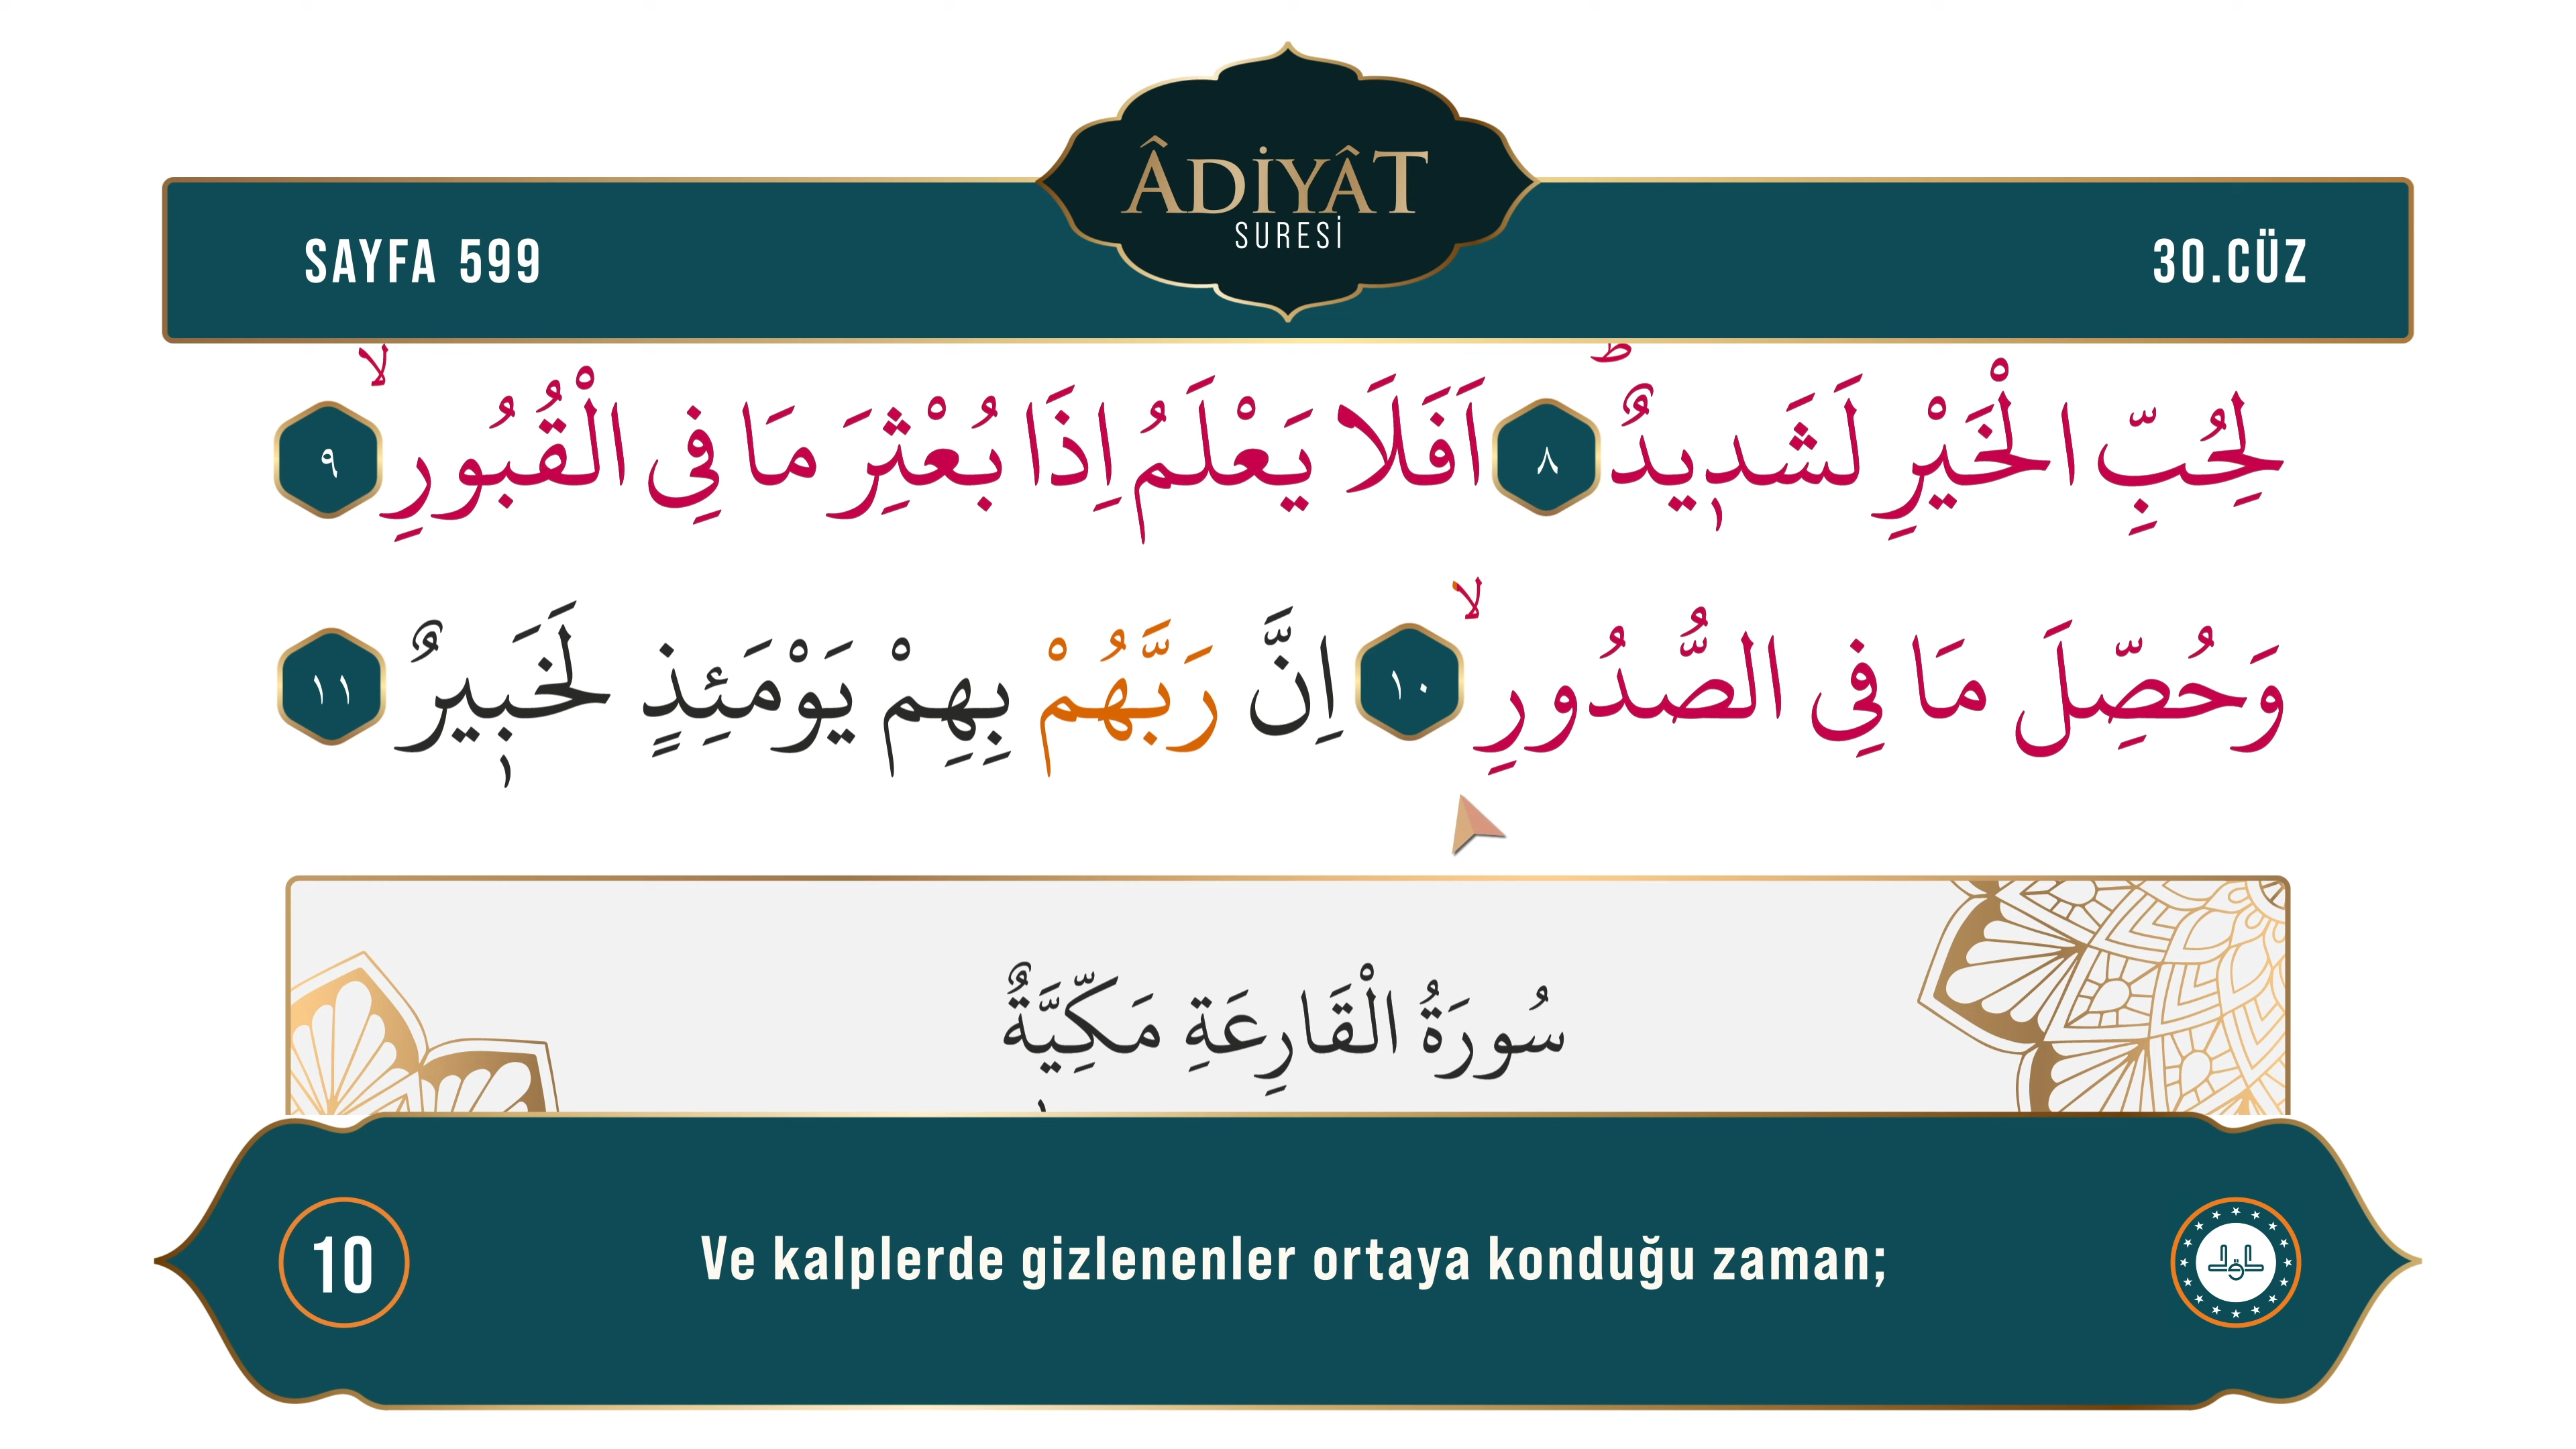 ÂDİYÂT
SURESİ
SAYFA 599
30.CÜZ
لِحُبِّ الْخَيْرِ لَشَد۪يدٌۜ ٨ اَفَلَا يَعْلَمُ اِذَا بُعْثِرَ مَا فِي الْقُبُورِۙ ٩
وَحُصِّلَ مَا فِي الصُّدُورِۙ ١٠ اِنَّ رَبَّهُمْ بِهِمْ يَوْمَئِذٍ لَخَب۪يرٌ ١١
سُورَةُ الْقَارِعَةِ مَكِّيَّةٌ
10
Ve kalplerde gizlenenler ortaya konduğu zaman;